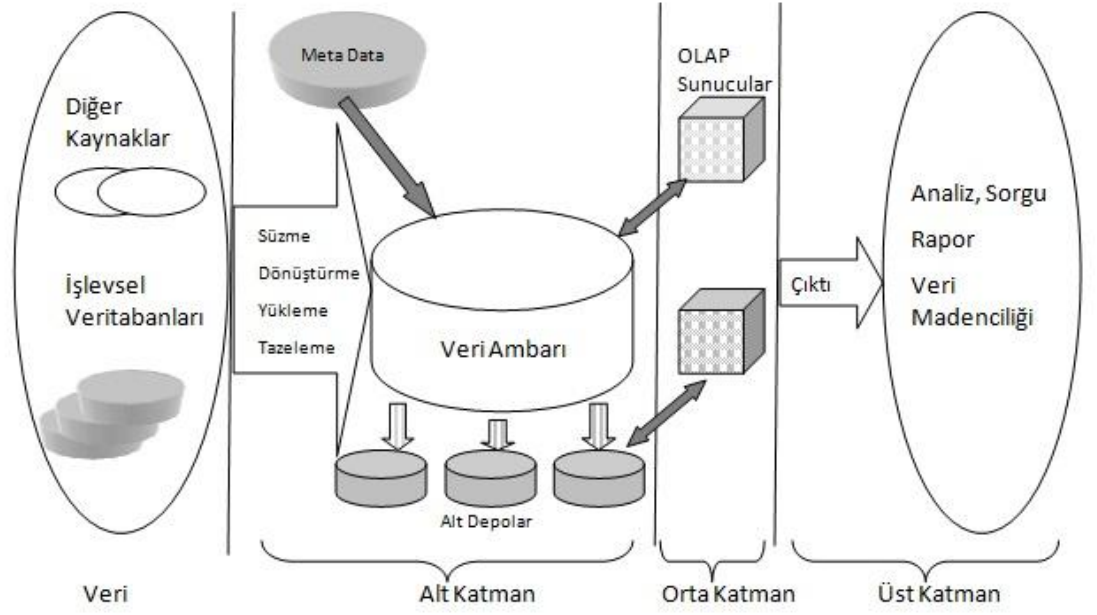 Diğer
Kaynaklar
İşlevsel
Veritabanları
Meta Data
Süzme
Dönüştürme
Yükleme
Tazeleme
Veri Ambarı
Alt Depolar
OLAP
Sunucular
Çıktı
Analiz, Sorgu
Rapor
Veri
Madenciliği
Veri
Alt Katman
Orta Katman
Üst Katman